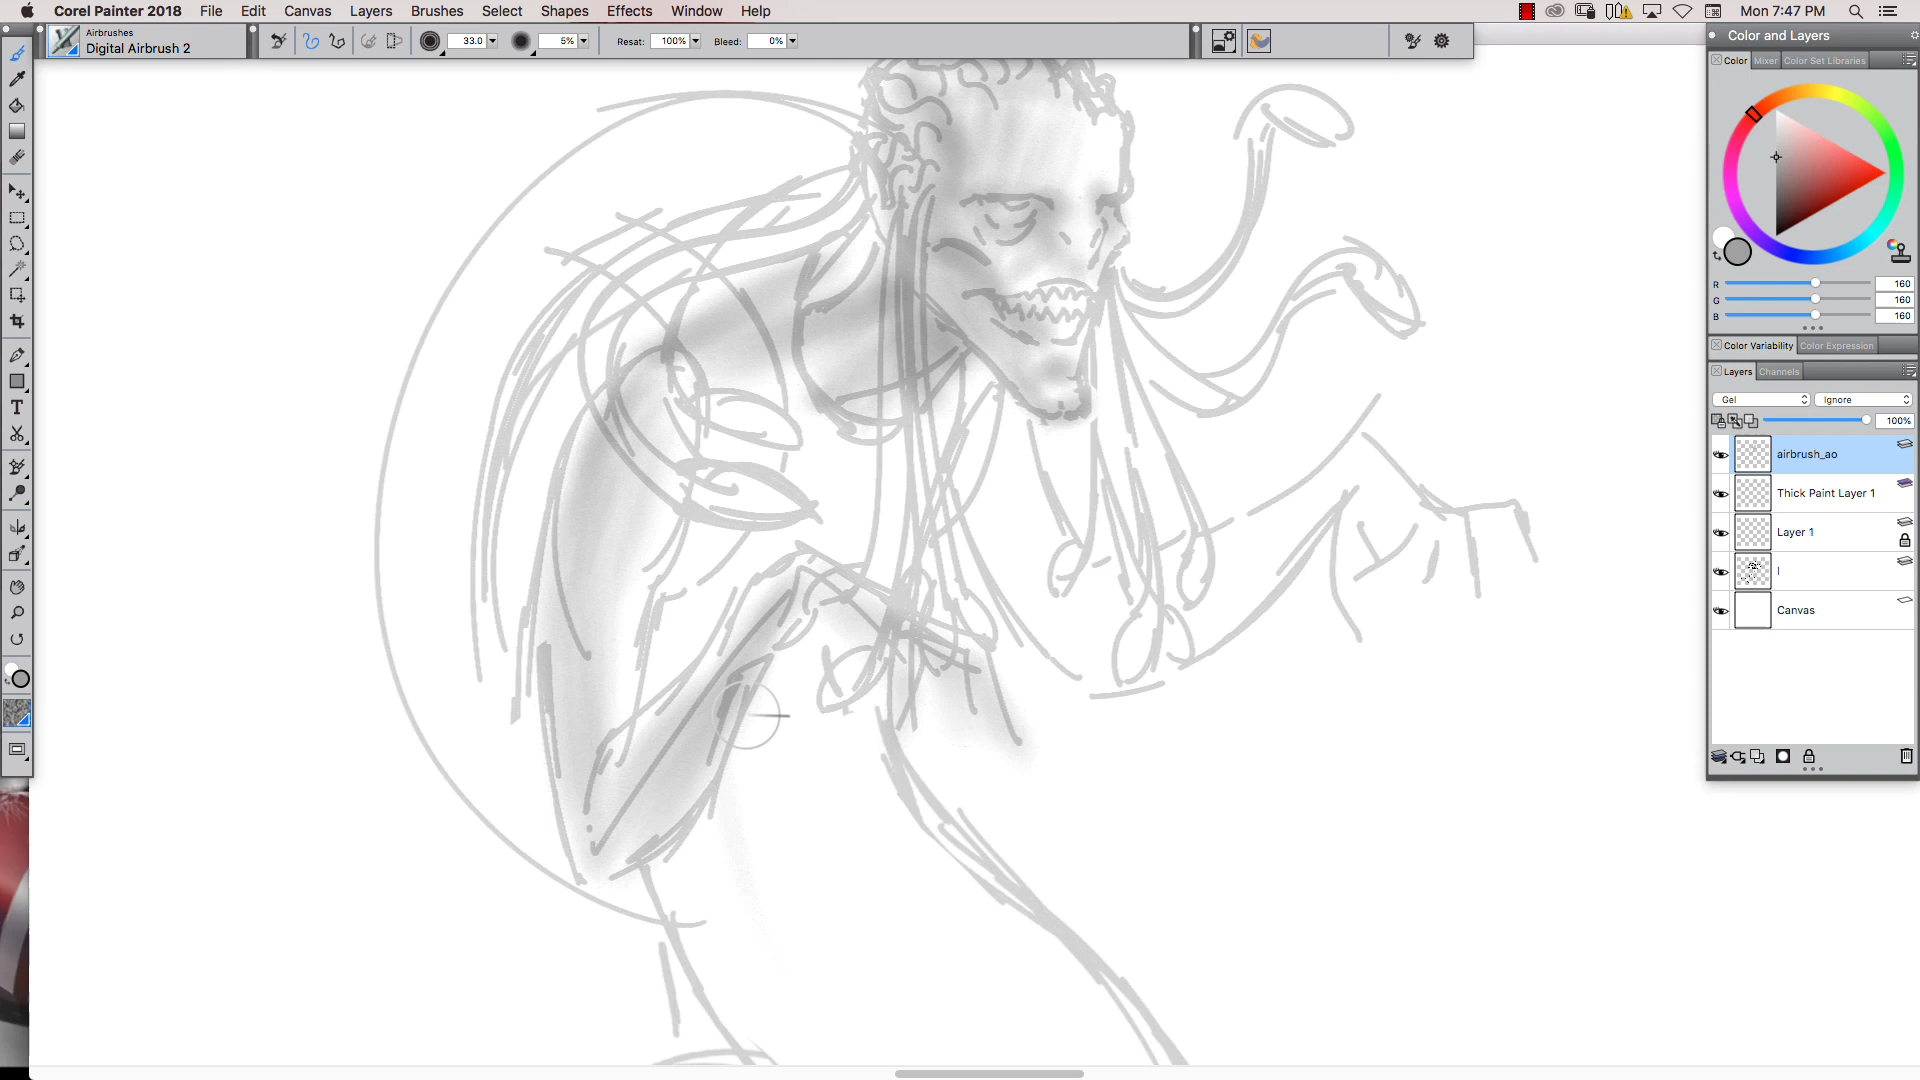 Corel Painter 2018 File Edit Canvas Layers Brushes Select Shapes Effects Window Help Mon 7:47 PM
Airbrushes
Digital Airbrush 2
33.0
5%
Resat: 100%
Bleed: 0%
Color and Layers
Color Mixer Color Set Libraries
R 160
G 160
B 160
Color Variability Color Expression
Layers Channels
Gel Ignore
100%
airbrush_ao
Thick Paint Layer 1
Layer 1
l
Canvas
T